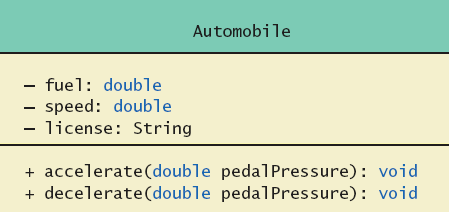 Automobile
– fuel: double
– speed: double
– license: String
+ accelerate(double pedalPressure): void
+ decelerate(double pedalPressure): void